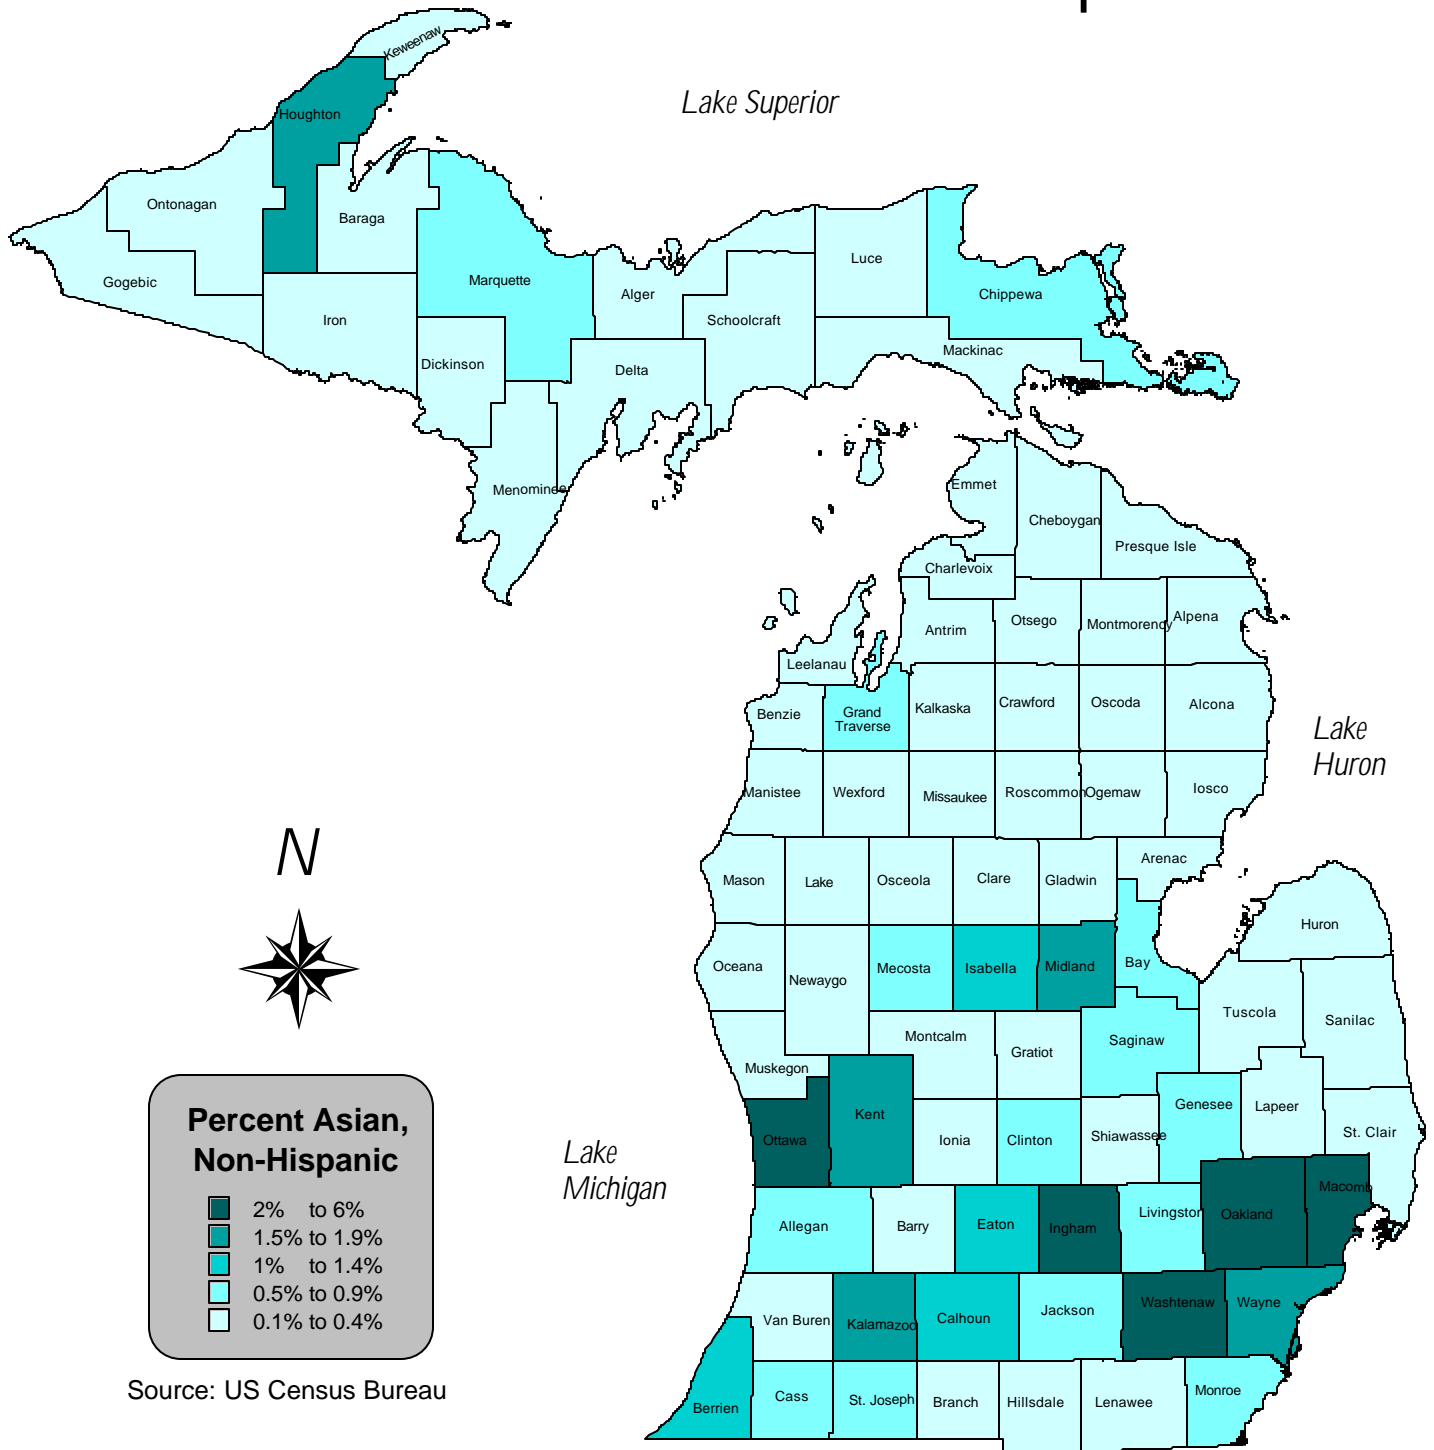 Keweenaw
Lake Superior
Houghton
Ontonagan
Baraga
Gogebic
Marquette
Luce
Alger
Chippewa
Iron
Schoolcraft
Mackinac
Dickinson
Delta
Menominee
Emmet
Cheboygan
Presque Isle
Charlevoix
Antrim
Otsego
Montmorency
Alpena
Leelanau
Benzie
Grand
Traverse
Kalkaska
Crawford
Oscoda
Alcona
Lake
Huron
Manistee
Wexford
Missaukee
Roscommon
Ogemaw
Iosco
N
Mason
Lake
Osceola
Clare
Gladwin
Arenac
Huron
Oceana
Newaygo
Mecosta
Isabella
Midland
Bay
Tuscola
Sanilac
Montcalm
Gratiot
Saginaw
Muskegon
Kent
Genesee
Lapeer
Ottawa
Ionia
Clinton
Shiawassee
St. Clair
Lake
Michigan
Allegan
Barry
Eaton
Ingham
Livingston
Oakland
Macomb
Van Buren
Kalamazoo
Calhoun
Jackson
Washtenaw
Wayne
Berrien
Cass
St. Joseph
Branch
Hillsdale
Lenawee
Monroe
Percent Asian,
Non-Hispanic
2% to 6%
1.5% to 1.9%
1% to 1.4%
0.5% to 0.9%
0.1% to 0.4%
Source: US Census Bureau